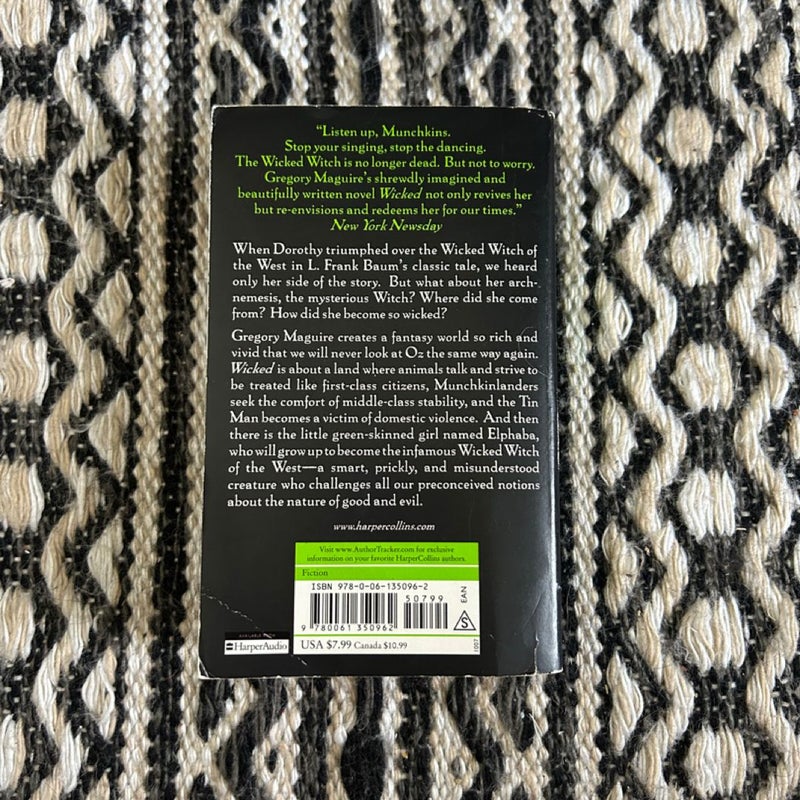 “Listen up, Munchkins.
Stop your singing, stop the dancing.
The Wicked Witch is no longer dead. But not to worry.
Gregory Maguire's shrewdly imagined and
beautifully written novel Wicked not only revives her
but re-envisions and redeems her for our times.”
New York Newsday
When Dorothy triumphed over the Wicked Witch of
the West in L. Frank Baum's classic tale, we heard
only her side of the story. But what about her arch-
nemesis, the mysterious Witch? Where did she come
from? How did she become so wicked?
Gregory Maguire creates a fantasy world so rich and
vivid that we will never look at Oz the same way again.
Wicked is about a land where animals talk and strive to
be treated like first-class citizens, Munchkinlanders
seek the comfort of middle-class stability, and the Tin
Man becomes a victim of domestic violence. And then
there is the little green-skinned girl named Elphaba,
who will grow up to become the infamous Wicked Witch
of the West—a smart, prickly, and misunderstood
creature who challenges all our preconceived notions
about the nature of good and evil.
www.harpercollins.com
Visit www.AuthorTracker.com for exclusive
information on your favorite HarperCollins authors.
Fiction
ISBN 978-0-06-135096-2
50799
EAN
S
9 780061 350962
AVAILABLE FROM
HarperAudio
USA $7.99 Canada $10.99
1007